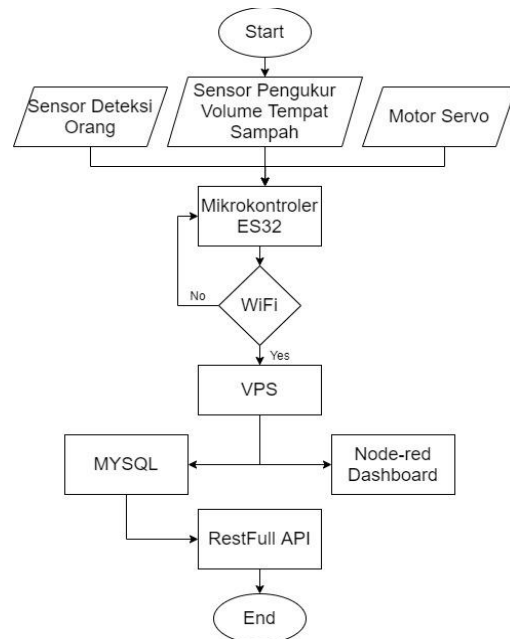 Start
Sensor Deteksi
Orang
Sensor Pengukur
Volume Tempat
Sampah
Motor Servo
Mikrokontroler
ES32
No
WiFi
Yes
VPS
MYSQL
Node-red
Dashboard
RestFull API
End